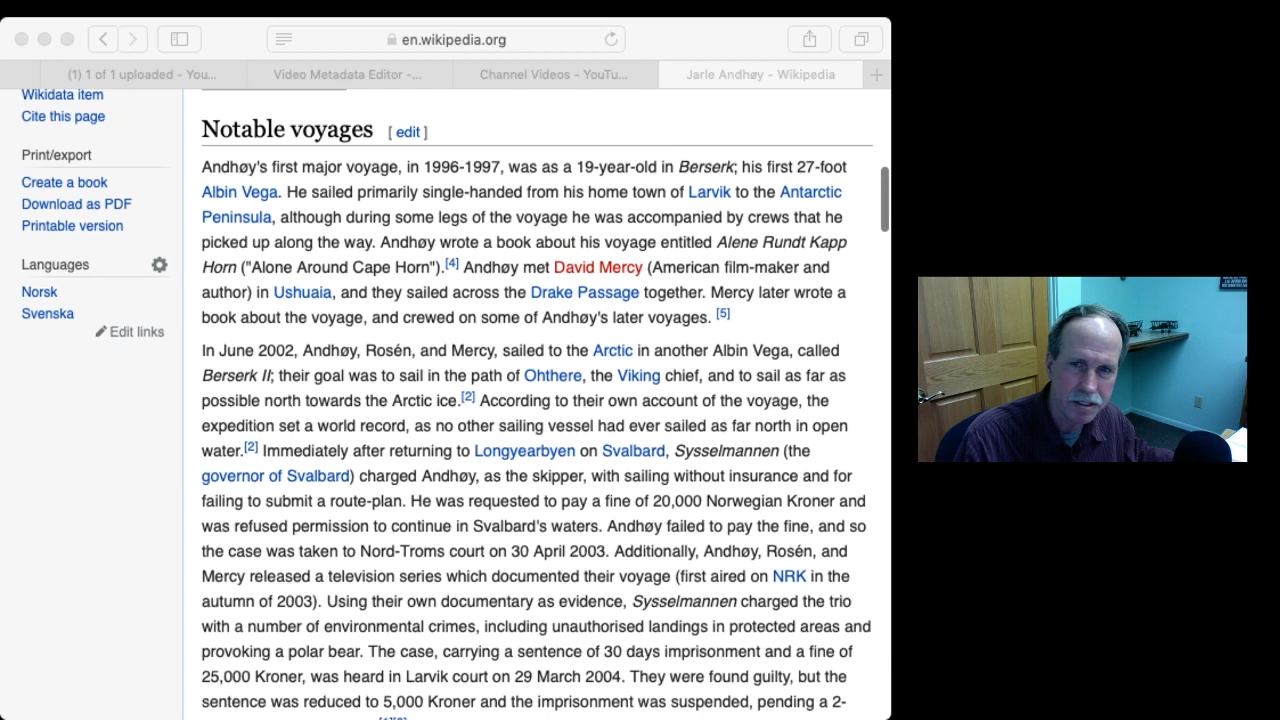 en.wikipedia.org
(1) 1 of 1 uploaded - You...
Video Metadata Editor -...
Channel Videos - YouTu...
Jarle Andhøy - Wikipedia
Wikidata item
Cite this page
Print/export
Create a book
Download as PDF
Printable version
Languages
Norsk
Svenska
Edit links
Notable voyages [ edit ]
Andhøy's first major voyage, in 1996-1997, was as a 19-year-old in Berserk; his first 27-foot
Albin Vega. He sailed primarily single-handed from his home town of Larvik to the Antarctic
Peninsula, although during some legs of the voyage he was accompanied by crews that he
picked up along the way. Andhøy wrote a book about his voyage entitled Alene Rundt Kapp
Horn ("Alone Around Cape Horn").[4] Andhøy met David Mercy (American film-maker and
author) in Ushuaia, and they sailed across the Drake Passage together. Mercy later wrote a
book about the voyage, and crewed on some of Andhøy's later voyages. [5]
In June 2002, Andhøy, Rosén, and Mercy, sailed to the Arctic in another Albin Vega, called
Berserk II; their goal was to sail in the path of Ohthere, the Viking chief, and to sail as far as
possible north towards the Arctic ice.[2] According to their own account of the voyage, the
expedition set a world record, as no other sailing vessel had ever sailed as far north in open
water.[2] Immediately after returning to Longyearbyen on Svalbard, Sysselmannen (the
governor of Svalbard) charged Andhøy, as the skipper, with sailing without insurance and for
failing to submit a route-plan. He was requested to pay a fine of 20,000 Norwegian Kroner and
was refused permission to continue in Svalbard's waters. Andhøy failed to pay the fine, and so
the case was taken to Nord-Troms court on 30 April 2003. Additionally, Andhøy, Rosén, and
Mercy released a television series which documented their voyage (first aired on NRK in the
autumn of 2003). Using their own documentary as evidence, Sysselmannen charged the trio
with a number of environmental crimes, including unauthorised landings in protected areas and
provoking a polar bear. The case, carrying a sentence of 30 days imprisonment and a fine of
25,000 Kroner, was heard in Larvik court on 29 March 2004. They were found guilty, but the
sentence was reduced to 5,000 Kroner and the imprisonment was suspended, pending a 2-